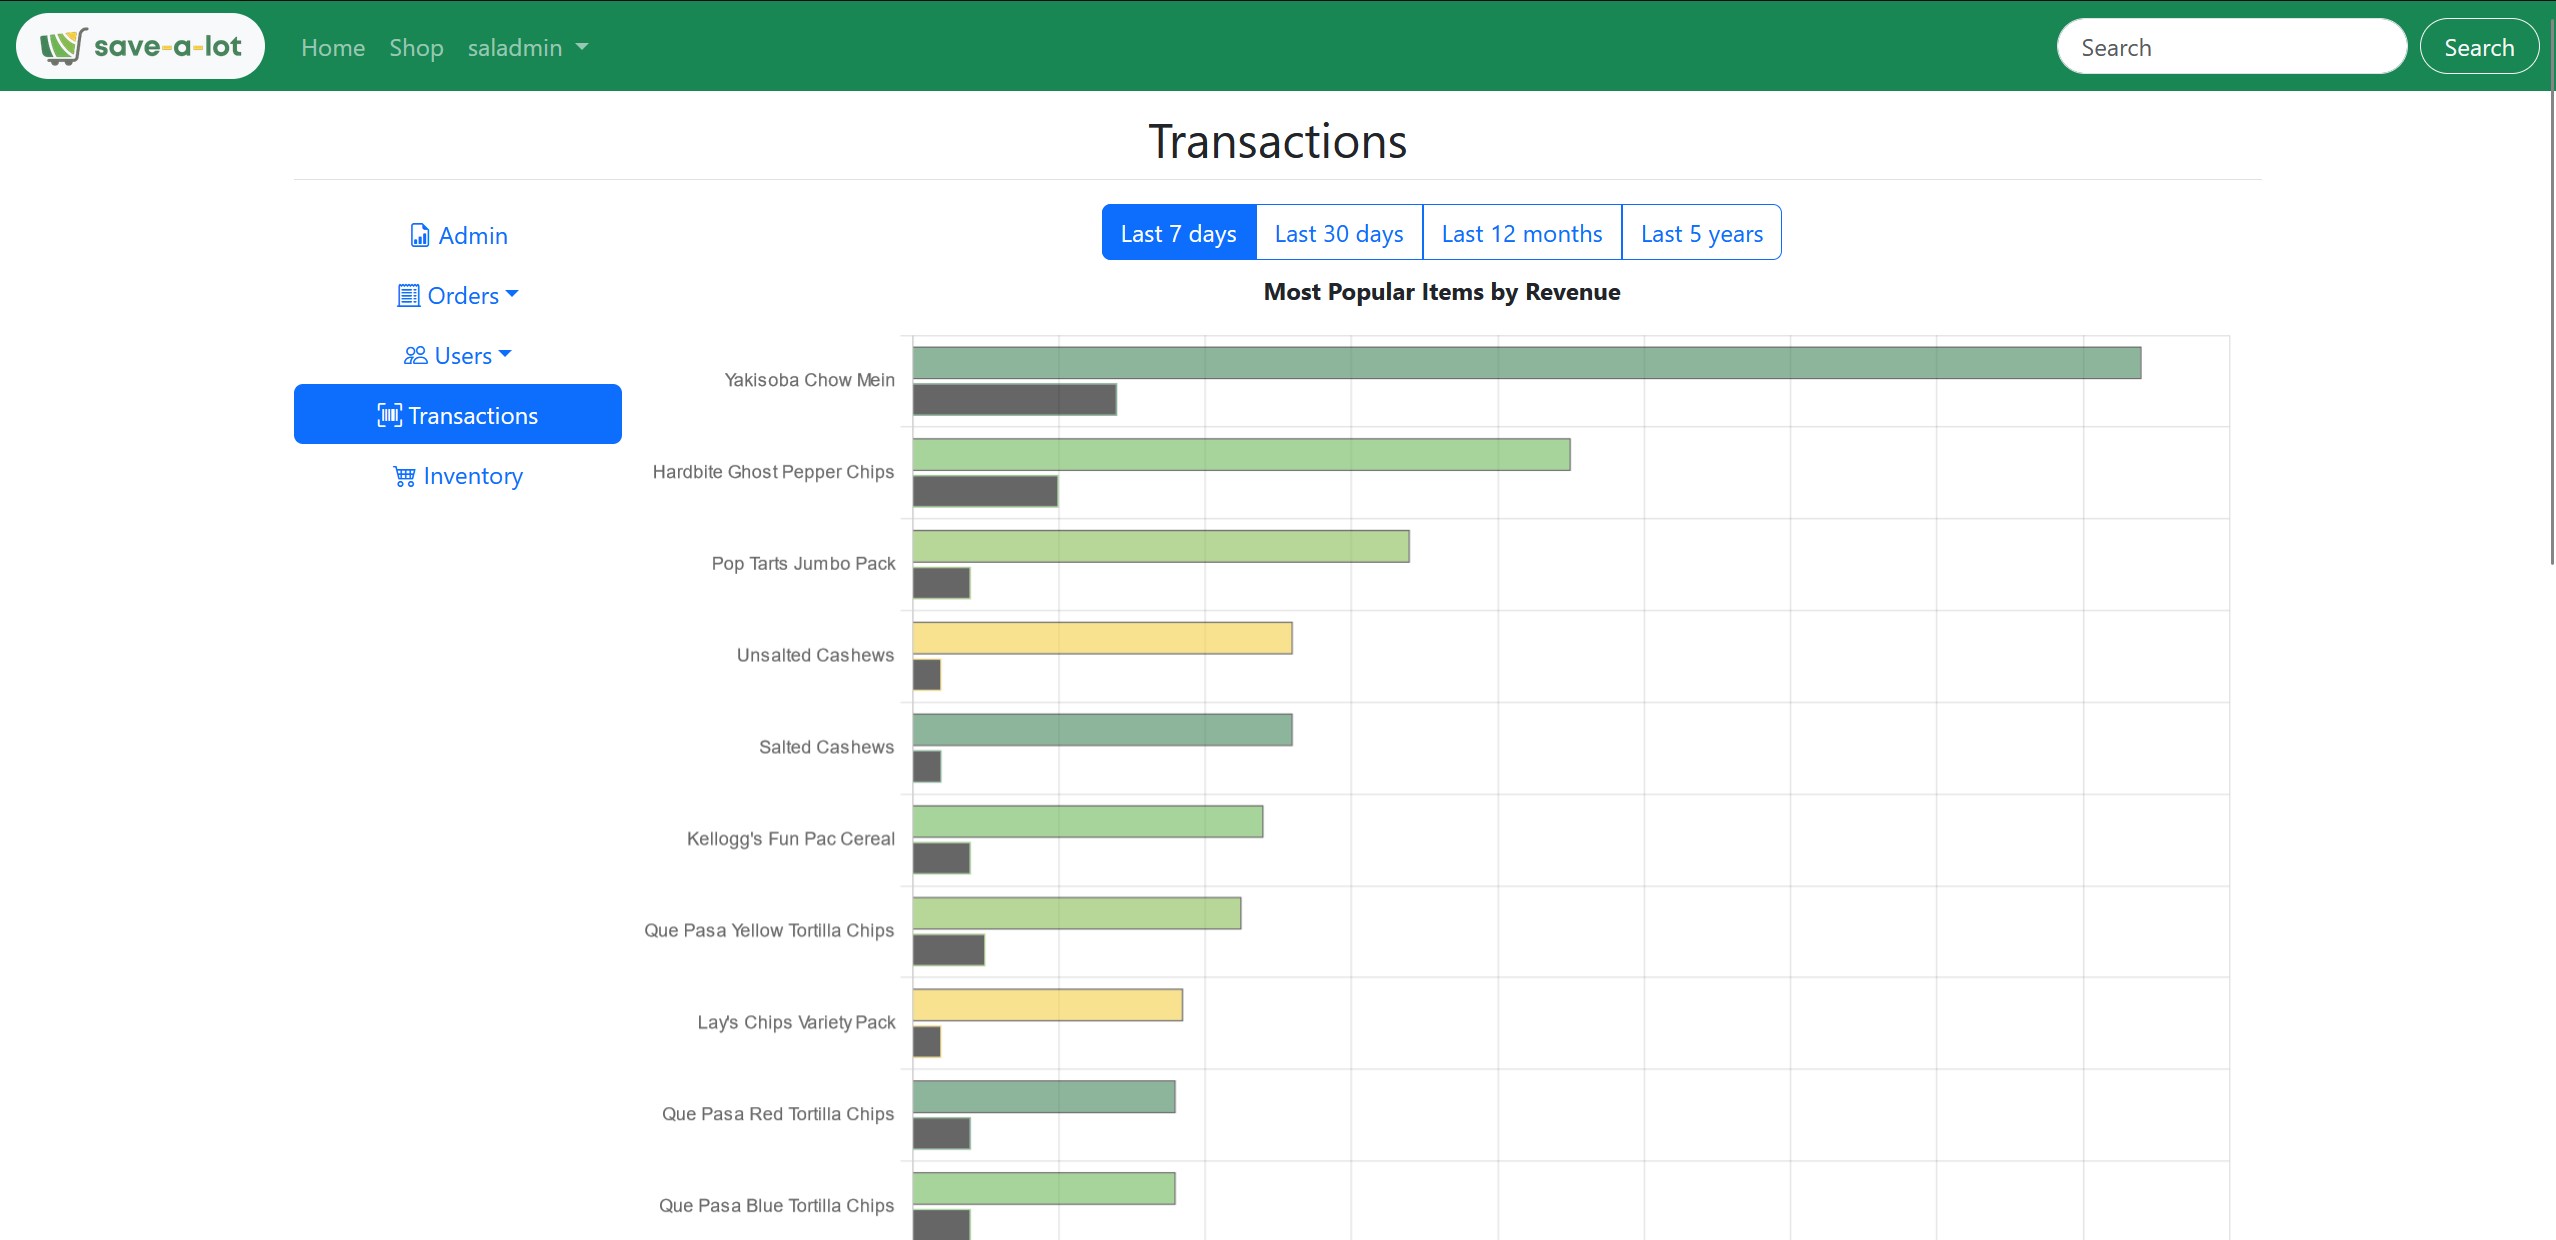 save-a-lot Home Shop saladmin Search Search
Transactions
Admin
Orders
Users
Transactions
Inventory
Last 7 days Last 30 days Last 12 months Last 5 years
Most Popular Items by Revenue
Yakisoba Chow Mein
Hardbite Ghost Pepper Chips
Pop Tarts Jumbo Pack
Unsalted Cashews
Salted Cashews
Kellogg's Fun Pac Cereal
Que Pasa Yellow Tortilla Chips
Lay's Chips Variety Pack
Que Pasa Red Tortilla Chips
Que Pasa Blue Tortilla Chips